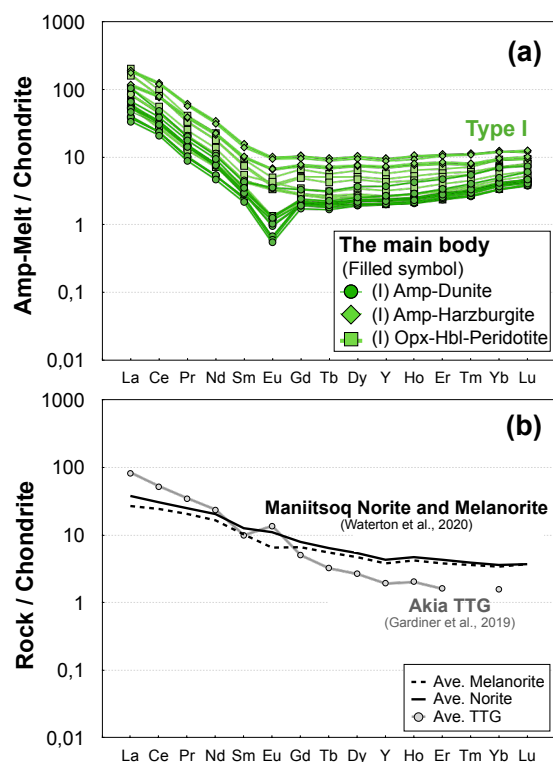 1000
(a)
100
Type I
10
1
0,1
0,01
Amp-Melt / Chondrite
The main body
(Filled symbol)
(I) Amp-Dunite
(I) Amp-Harzburgite
(I) Opx-Hbl-Peridotite
La Ce Pr Nd Sm Eu Gd Tb Dy Y Ho Er Tm Yb Lu
1000
(b)
100
10
1
0,1
0,01
Rock / Chondrite
Maniitsoq Norite and Melanorite
(Waterton et al., 2020)
Akia TTG
(Gardiner et al., 2019)
Ave. Melanorite
Ave. Norite
Ave. TTG
La Ce Pr Nd Sm Eu Gd Tb Dy Y Ho Er Tm Yb Lu